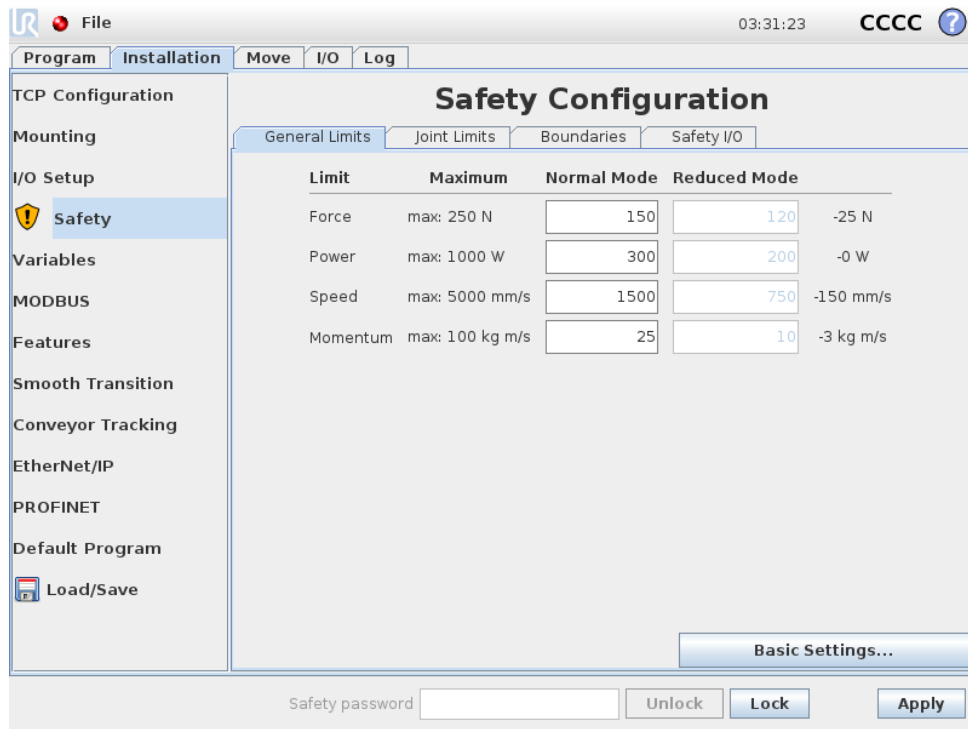 UR File 03:31:23 CCCC ?
Program Installation Move I/O Log
TCP Configuration
Mounting
I/O Setup
Safety
Variables
MODBUS
Features
Smooth Transition
Conveyor Tracking
EtherNet/IP
PROFINET
Default Program
Load/Save
Safety Configuration
General Limits Joint Limits Boundaries Safety I/O
Limit Maximum Normal Mode Reduced Mode
Force max: 250 N 150 120 -25 N
Power max: 1000 W 300 200 -0 W
Speed max: 5000 mm/s 1500 750 -150 mm/s
Momentum max: 100 kg m/s 25 10 -3 kg m/s
Basic Settings...
Safety password Unlock Lock Apply